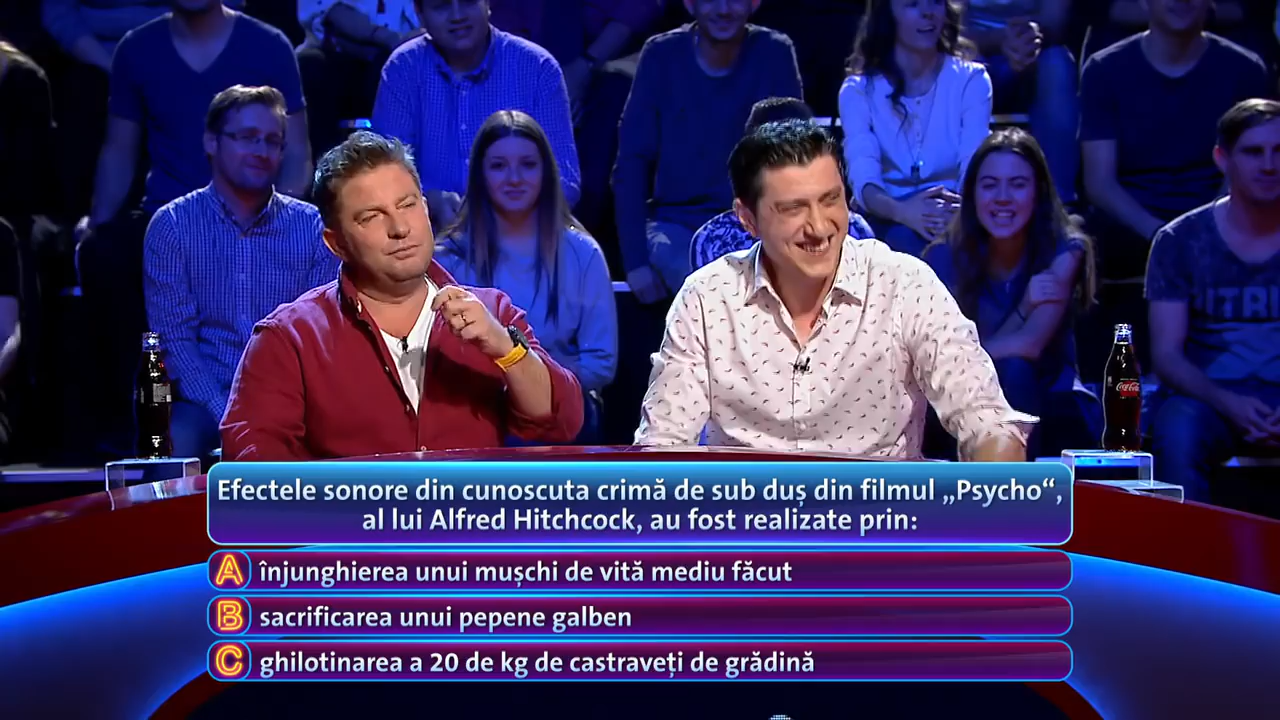 Efectele sonore din cunoscuta crimă de sub duș din filmul „Psycho“,
al lui Alfred Hitchcock, au fost realizate prin:
A înjunghierea unui mușchi de vită mediu făcut
B sacrificarea unui pepene galben
C ghilotinarea a 20 de kg de castraveți de grădină
Coca-Cola